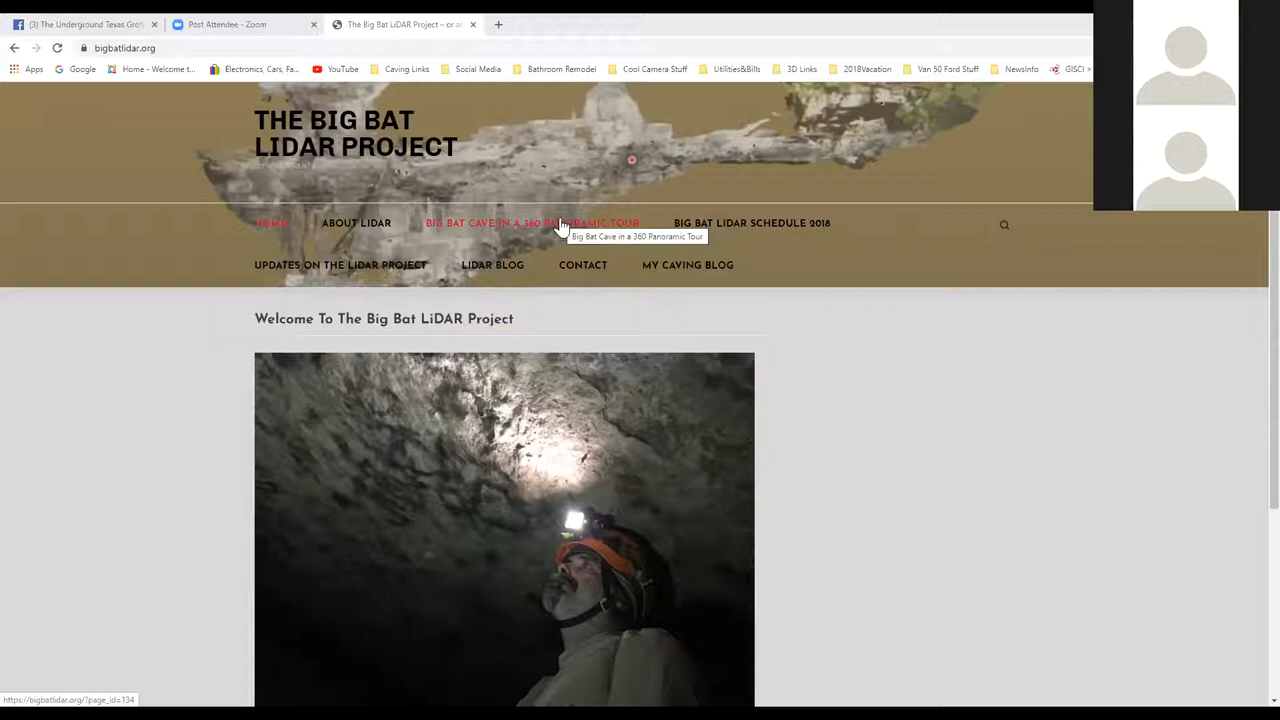 (3) The Underground Texas Grot
Post Attendee - Zoom
The Big Bat LiDAR Project – or a
bigbatlidar.org
Apps
Google
Home - Welcome t...
Electronics, Cars, Fa...
YouTube
Caving Links
Social Media
Bathroom Remodel
Cool Camera Stuff
Utilities&Bills
3D Links
2018Vacation
Van 50 Ford Stuff
NewsInfo
GISCI >
THE BIG BAT
LIDAR PROJECT
HOME
ABOUT LIDAR
BIG BAT CAVE IN A 360 PANORAMIC TOUR
BIG BAT LIDAR SCHEDULE 2018
Big Bat Cave in a 360 Panoramic Tour
UPDATES ON THE LIDAR PROJECT
LIDAR BLOG
CONTACT
MY CAVING BLOG
Welcome To The Big Bat LiDAR Project
https://bigbatlidar.org/?page_id=134